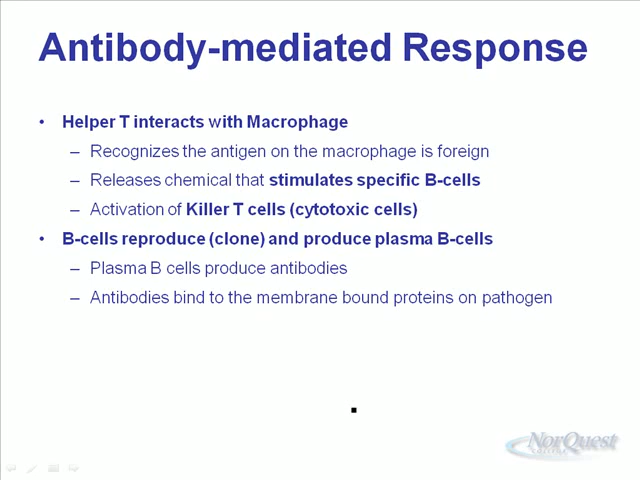 Antibody-mediated Response
• Helper T interacts with Macrophage
– Recognizes the antigen on the macrophage is foreign
– Releases chemical that stimulates specific B-cells
– Activation of Killer T cells (cytotoxic cells)
• B-cells reproduce (clone) and produce plasma B-cells
– Plasma B cells produce antibodies
– Antibodies bind to the membrane bound proteins on pathogen
NorQuest